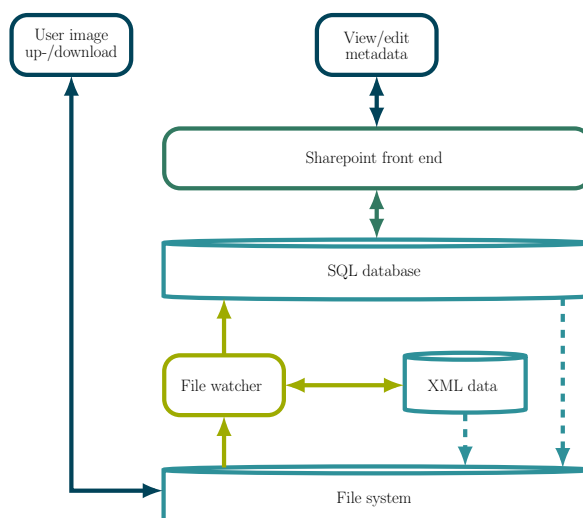 User image
up-/download
View/edit
metadata
Sharepoint front end
SQL database
File watcher
XML data
File system